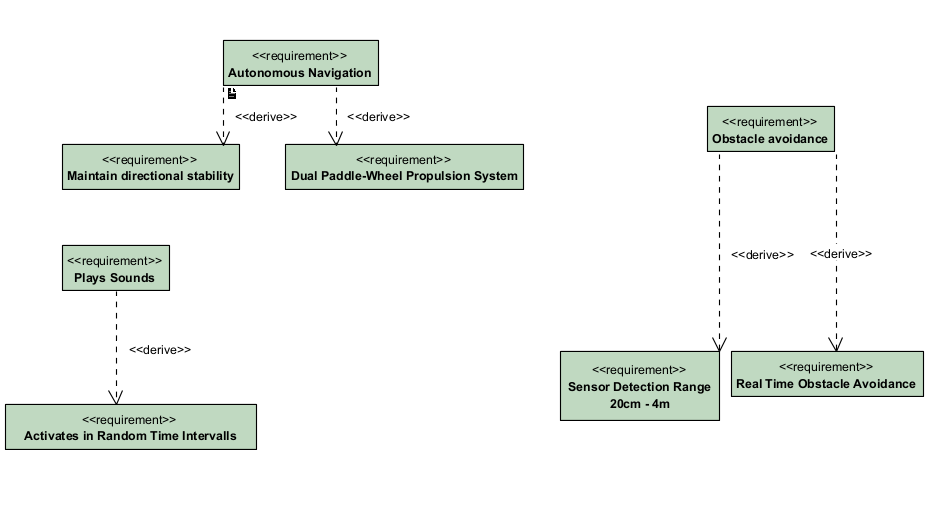 <<requirement>>
Autonomous Navigation
<<derive>>
<<derive>>
<<requirement>>
Maintain directional stability
<<requirement>>
Dual Paddle-Wheel Propulsion System
<<requirement>>
Obstacle avoidance
<<derive>>
<<derive>>
<<requirement>>
Sensor Detection Range
20cm - 4m
<<requirement>>
Real Time Obstacle Avoidance
<<requirement>>
Plays Sounds
<<derive>>
<<requirement>>
Activates in Random Time Intervalls